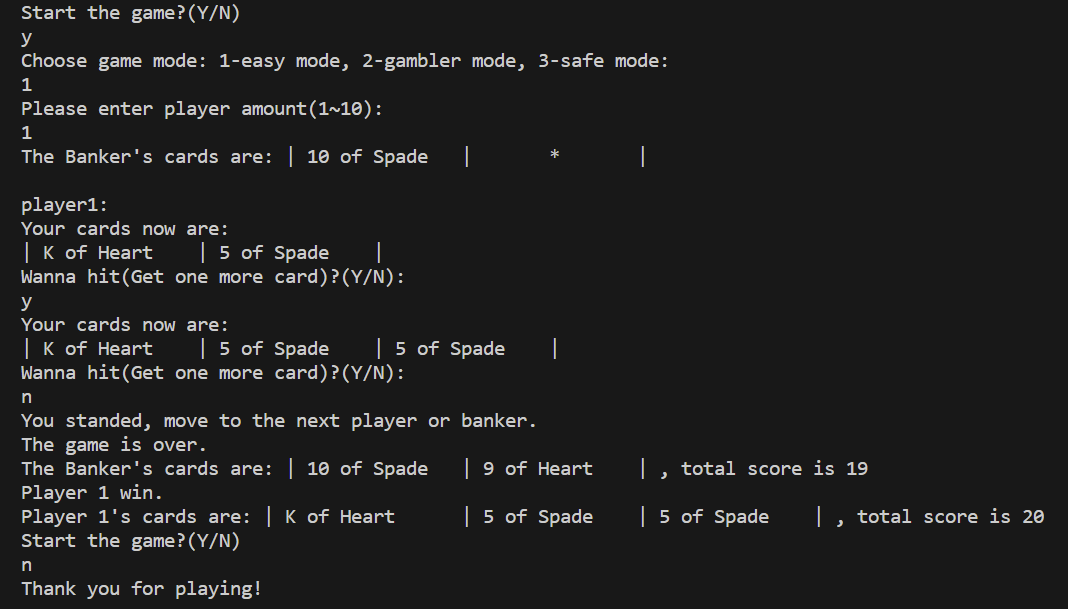 Start the game?(Y/N)
y
Choose game mode: 1-easy mode, 2-gambler mode, 3-safe mode:
1
Please enter player amount(1~10):
1
The Banker's cards are: | 10 of Spade   |       *       |
player1:
Your cards now are:
| K of Heart    | 5 of Spade    |
Wanna hit(Get one more card)?(Y/N):
y
Your cards now are:
| K of Heart    | 5 of Spade    | 5 of Spade    |
Wanna hit(Get one more card)?(Y/N):
n
You standed, move to the next player or banker.
The game is over.
The Banker's cards are: | 10 of Spade   | 9 of Heart    | , total score is 19
Player 1 win.
Player 1's cards are: | K of Heart      | 5 of Spade    | 5 of Spade    | , total score is 20
Start the game?(Y/N)
n
Thank you for playing!